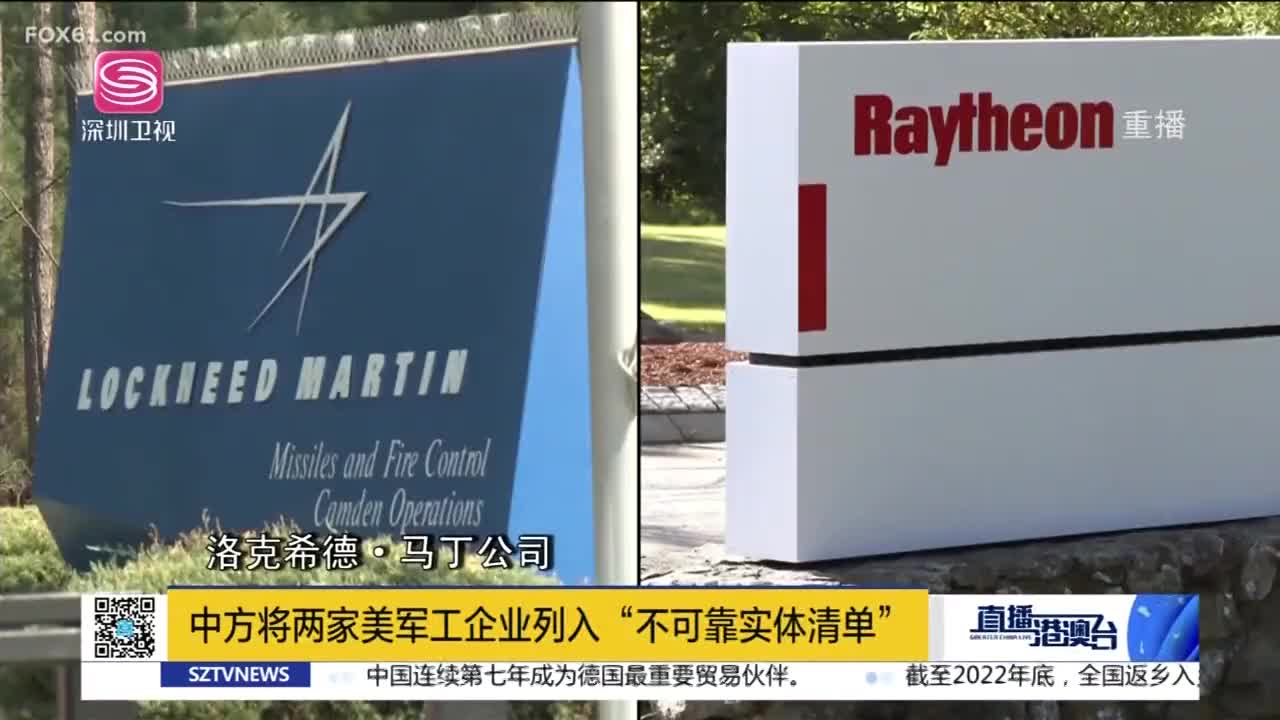 FOX61.com
深圳卫视
LOCKHEED MARTIN
Missiles and Fire Control
Camden Operations
Raytheon
重播
洛克希德·马丁公司
中方将两家美军工企业列入“不可靠实体清单”
直播港澳台
GREATER CHINA LIVE
SZTVNEWS
中国连续第七年成为德国最重要贸易伙伴。
截至2022年底，全国返乡入